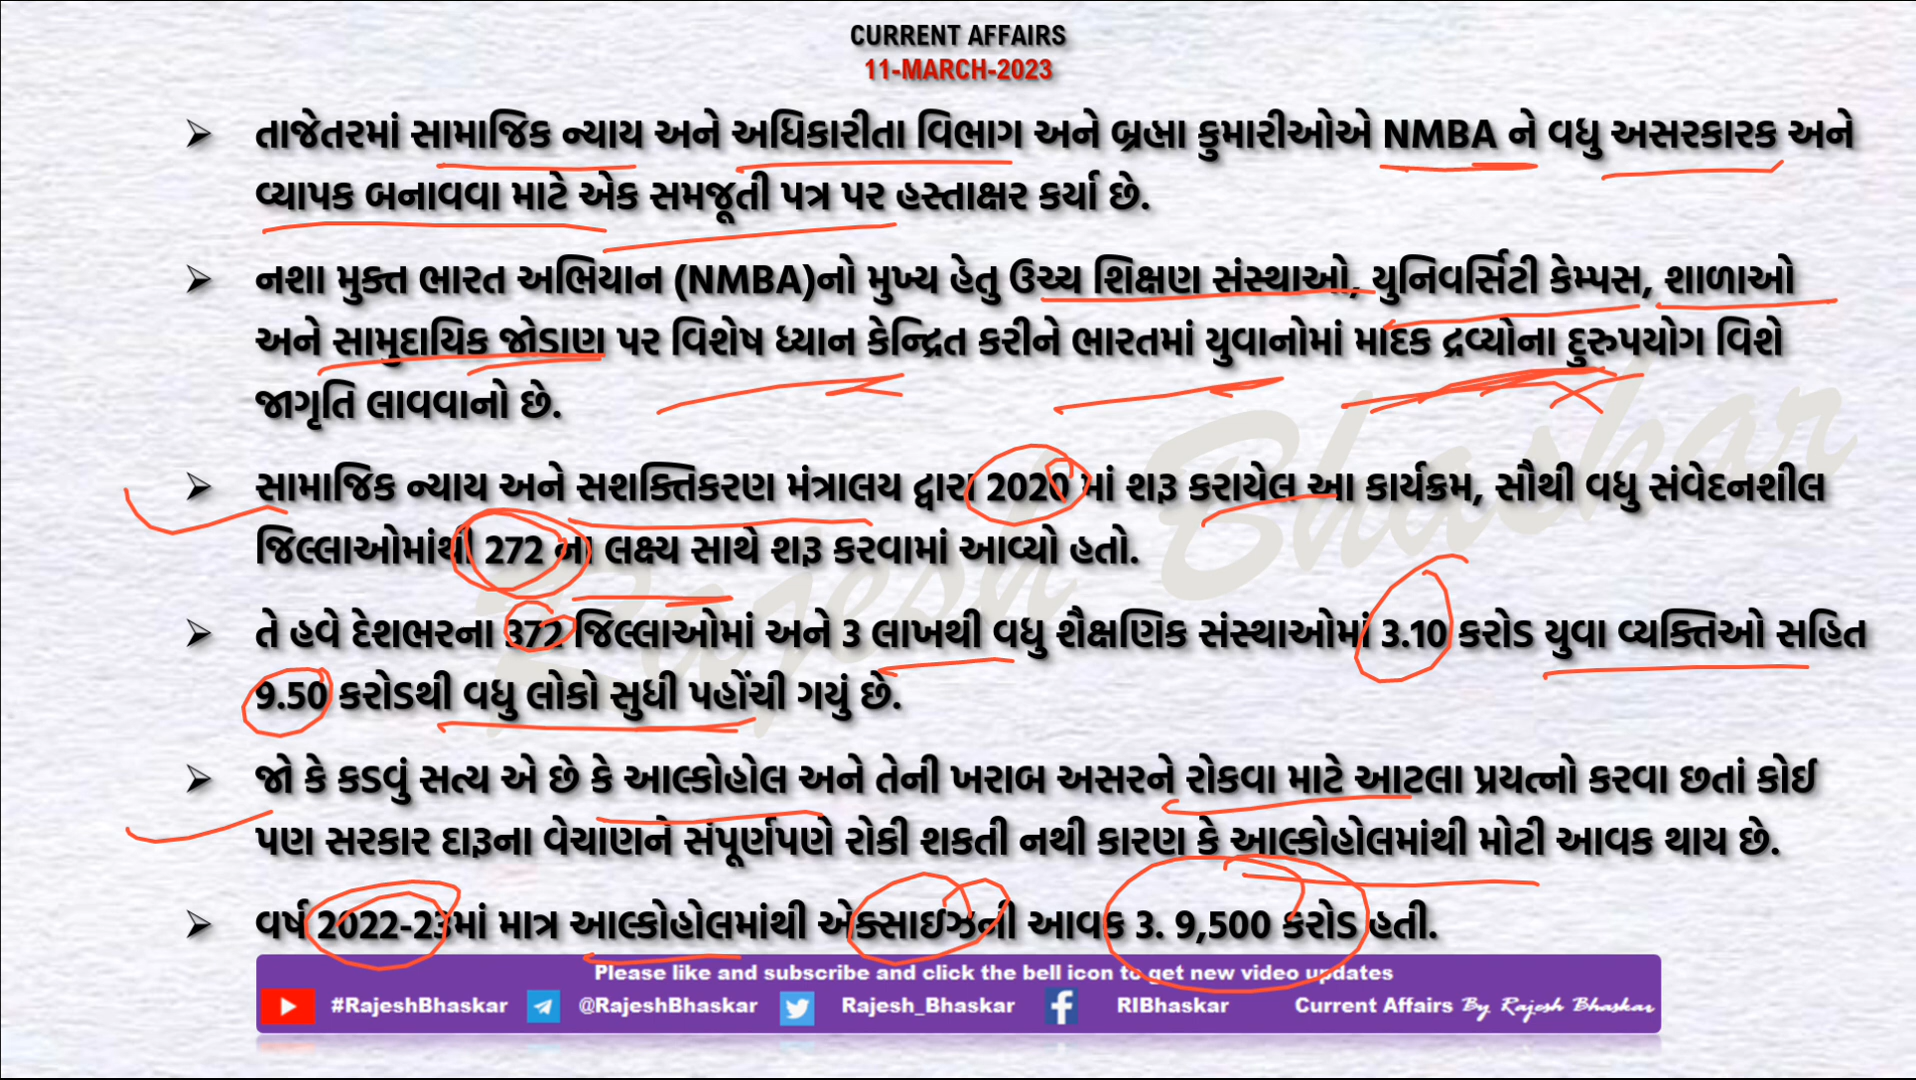 CURRENT AFFAIRS
11-MARCH-2023
➢ તાજેતરમાં સામાજિક ન્યાય અને અધિકારીતા વિભાગ અને બ્રહ્મા કુમારીઓએ NMBA ને વધુ અસરકારક અને
વ્યાપક બનાવવા માટે એક સમજૂતી પત્ર પર હસ્તાક્ષર કર્યા છે.
➢ નશા મુક્ત ભારત અભિયાન (NMBA)નો મુખ્ય હેતુ ઉચ્ચ શિક્ષણ સંસ્થાઓ, યુનિવર્સિટી કેમ્પસ, શાળાઓ
અને સામુદાયિક જોડાણ પર વિશેષ ધ્યાન કેન્દ્રિત કરીને ભારતમાં યુવાનોમાં માદક દ્રવ્યોના દુરુપયોગ વિશે
જાગૃતિ લાવવાનો છે.
➢ સામાજિક ન્યાય અને સશક્તિકરણ મંત્રાલય દ્વારા 2020 માં શરૂ કરાયેલ આ કાર્યક્રમ, સૌથી વધુ સંવેદનશીલ
જિલ્લાઓમાંથી 272 ના લક્ષ્ય સાથે શરૂ કરવામાં આવ્યો હતો.
➢ તે હવે દેશભરના 372 જિલ્લાઓમાં અને 3 લાખથી વધુ શૈક્ષણિક સંસ્થાઓમાં 3.10 કરોડ યુવા વ્યક્તિઓ સહિત
9.50 કરોડથી વધુ લોકો સુધી પહોંચી ગયું છે.
➢ જો કે કડવું સત્ય એ છે કે આલ્કોહોલ અને તેની ખરાબ અસરને રોકવા માટે આટલા પ્રયત્નો કરવા છતાં કોઈ
પણ સરકાર દારૂના વેચાણને સંપૂર્ણપણે રોકી શકતી નથી કારણ કે આલ્કોહોલમાંથી મોટી આવક થાય છે.
➢ વર્ષ 2022-23માં માત્ર આલ્કોહોલમાંથી એક્સાઈઝની આવક 3. 9,500 કરોડ હતી.
Rajesh Bhaskar
Please like and subscribe and click the bell icon to get new video updates
#RajeshBhaskar @RajeshBhaskar Rajesh_Bhaskar RIBhaskar Current Affairs By Rajesh Bhaskar